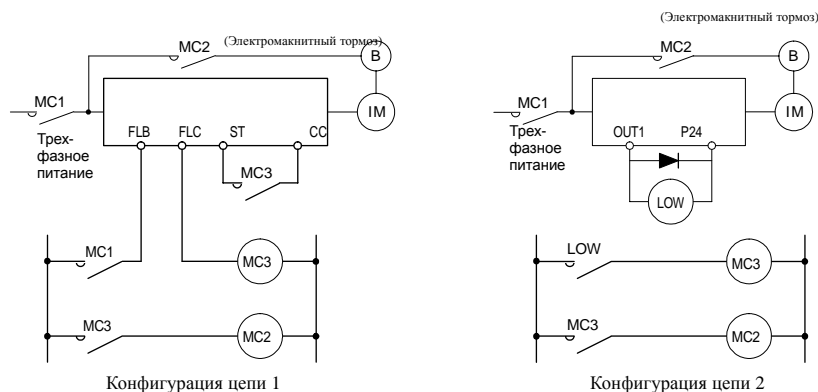 (Электромакнитный тормоз)
MC2
B
MC1
IM
Трех-
фазное
питание
FLB FLC ST CC
MC3
MC1
MC3
MC3
MC2
Конфигурация цепи 1
(Электромакнитный тормоз)
MC2
B
MC1
IM
Трех-
фазное
питание
OUT1 P24
LOW
LOW
MC3
MC3
MC2
Конфигурация цепи 2